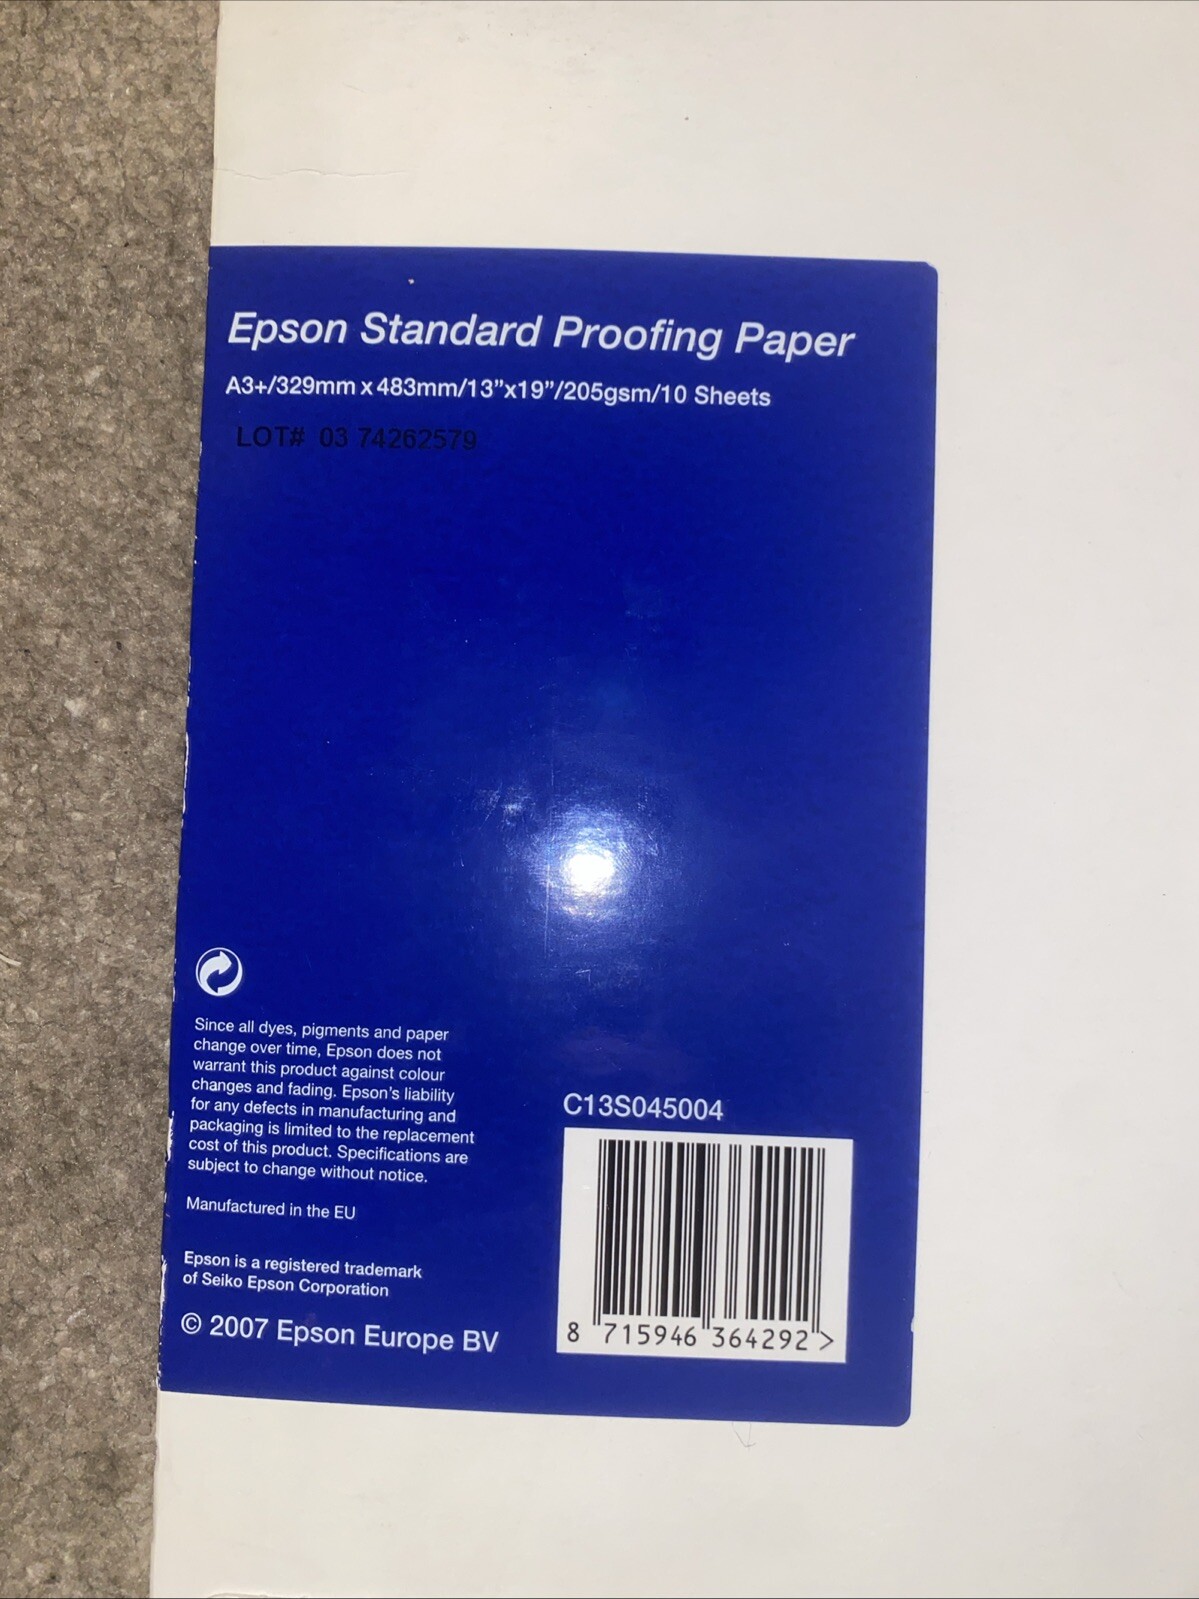 Epson Standard Proofing Paper
A3+/329mm x 483mm/13”x19”/205gsm/10 Sheets
LOT# 03 74262579
Since all dyes, pigments and paper
change over time, Epson does not
warrant this product against colour
changes and fading. Epson's liability
for any defects in manufacturing and
packaging is limited to the replacement
cost of this product. Specifications are
subject to change without notice.
Manufactured in the EU
Epson is a registered trademark
of Seiko Epson Corporation
© 2007 Epson Europe BV
C13S045004
8 715946 364292 >